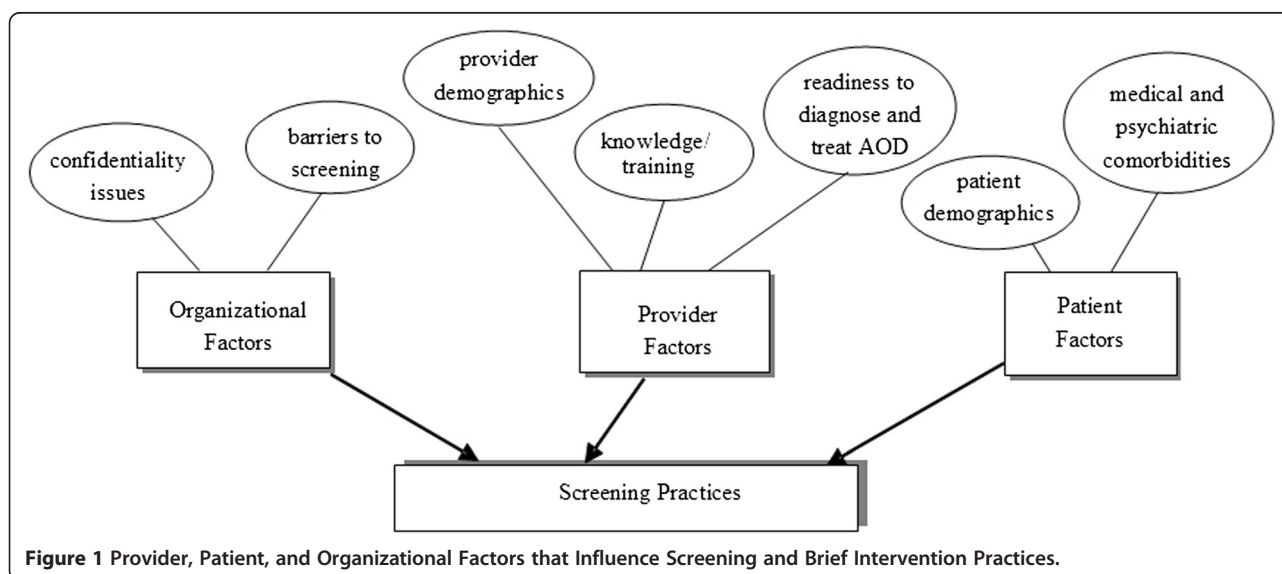 provider
demographics
readiness to
diagnose and
treat AOD
medical and
psychiatric
comorbidities
barriers to
screening
knowledge/
training
confidentiality
issues
patient
demographics
Organizational
Factors
Provider
Factors
Patient
Factors
Screening Practices
Figure 1 Provider, Patient, and Organizational Factors that Influence Screening and Brief Intervention Practices.